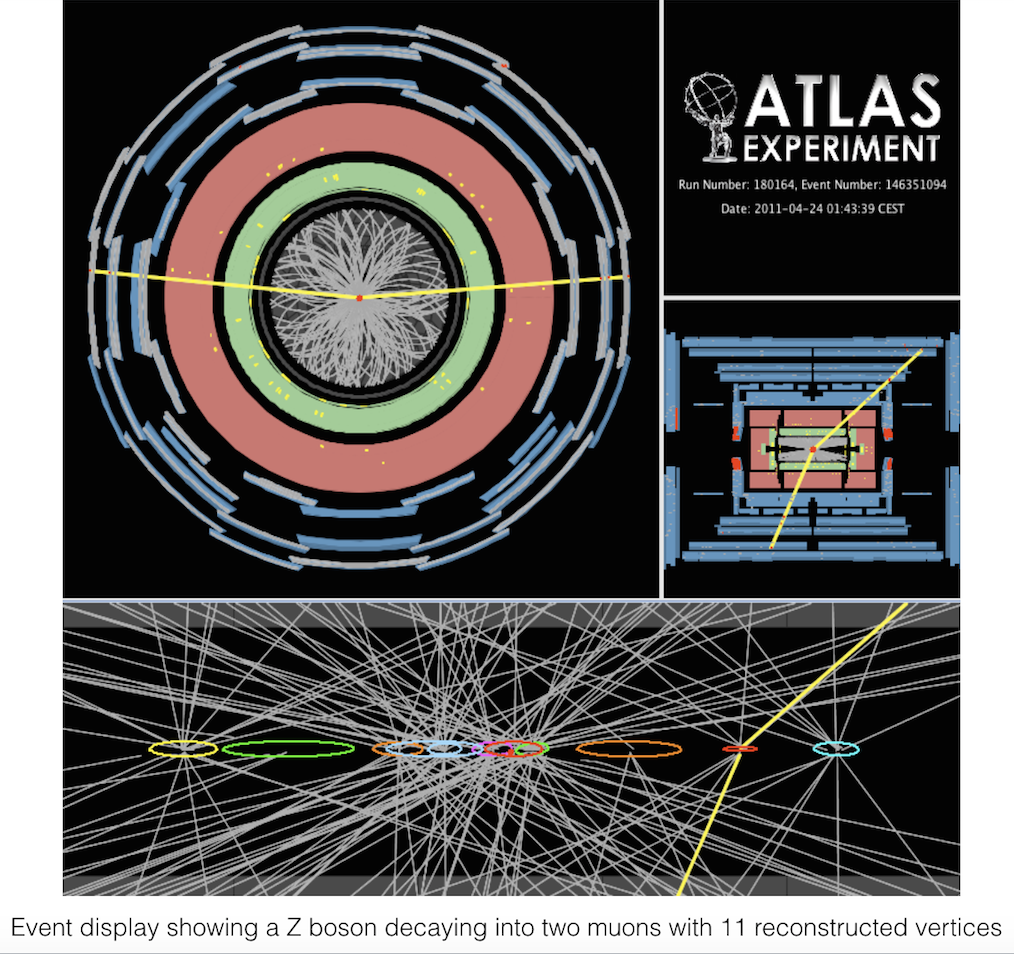 ATLAS
EXPERIMENT
Run Number: 180164, Event Number: 146351094
Date: 2011-04-24 01:43:39 CEST
Event display showing a Z boson decaying into two muons with 11 reconstructed vertices